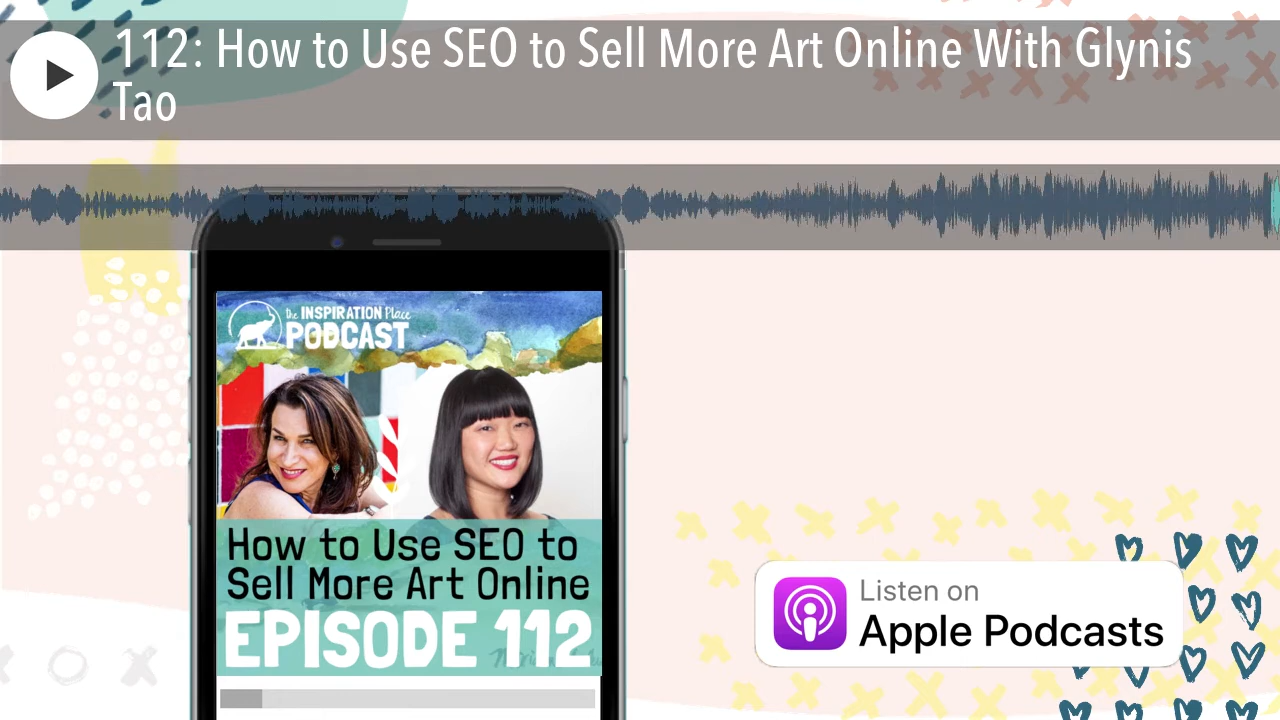 112: How to Use SEO to Sell More Art Online With Glynis
Tao
the INSPIRATION Place
PODCAST
How to Use SEO to
Sell More Art Online
EPISODE 112
Listen on
Apple Podcasts